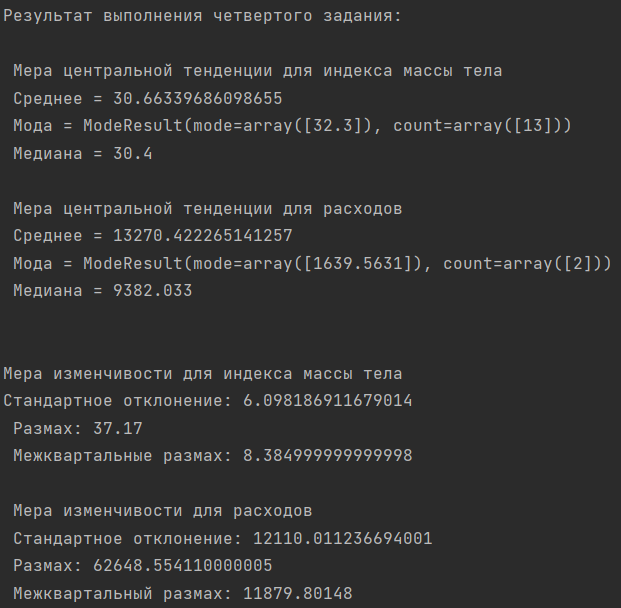 Результат выполнения четвертого задания:
Мера центральной тенденции для индекса массы тела
Среднее = 30.66339686098655
Мода = ModeResult(mode=array([32.3]), count=array([13]))
Медиана = 30.4
Мера центральной тенденции для расходов
Среднее = 13270.422265141257
Мода = ModeResult(mode=array([1639.5631]), count=array([2]))
Медиана = 9382.033
Мера изменчивости для индекса массы тела
Стандартное отклонение: 6.098186911679014
Размах: 37.17
Межквартальные размах: 8.384999999999998
Мера изменчивости для расходов
Стандартное отклонение: 12110.011236694001
Размах: 62648.554110000005
Межквартальный размах: 11879.80148